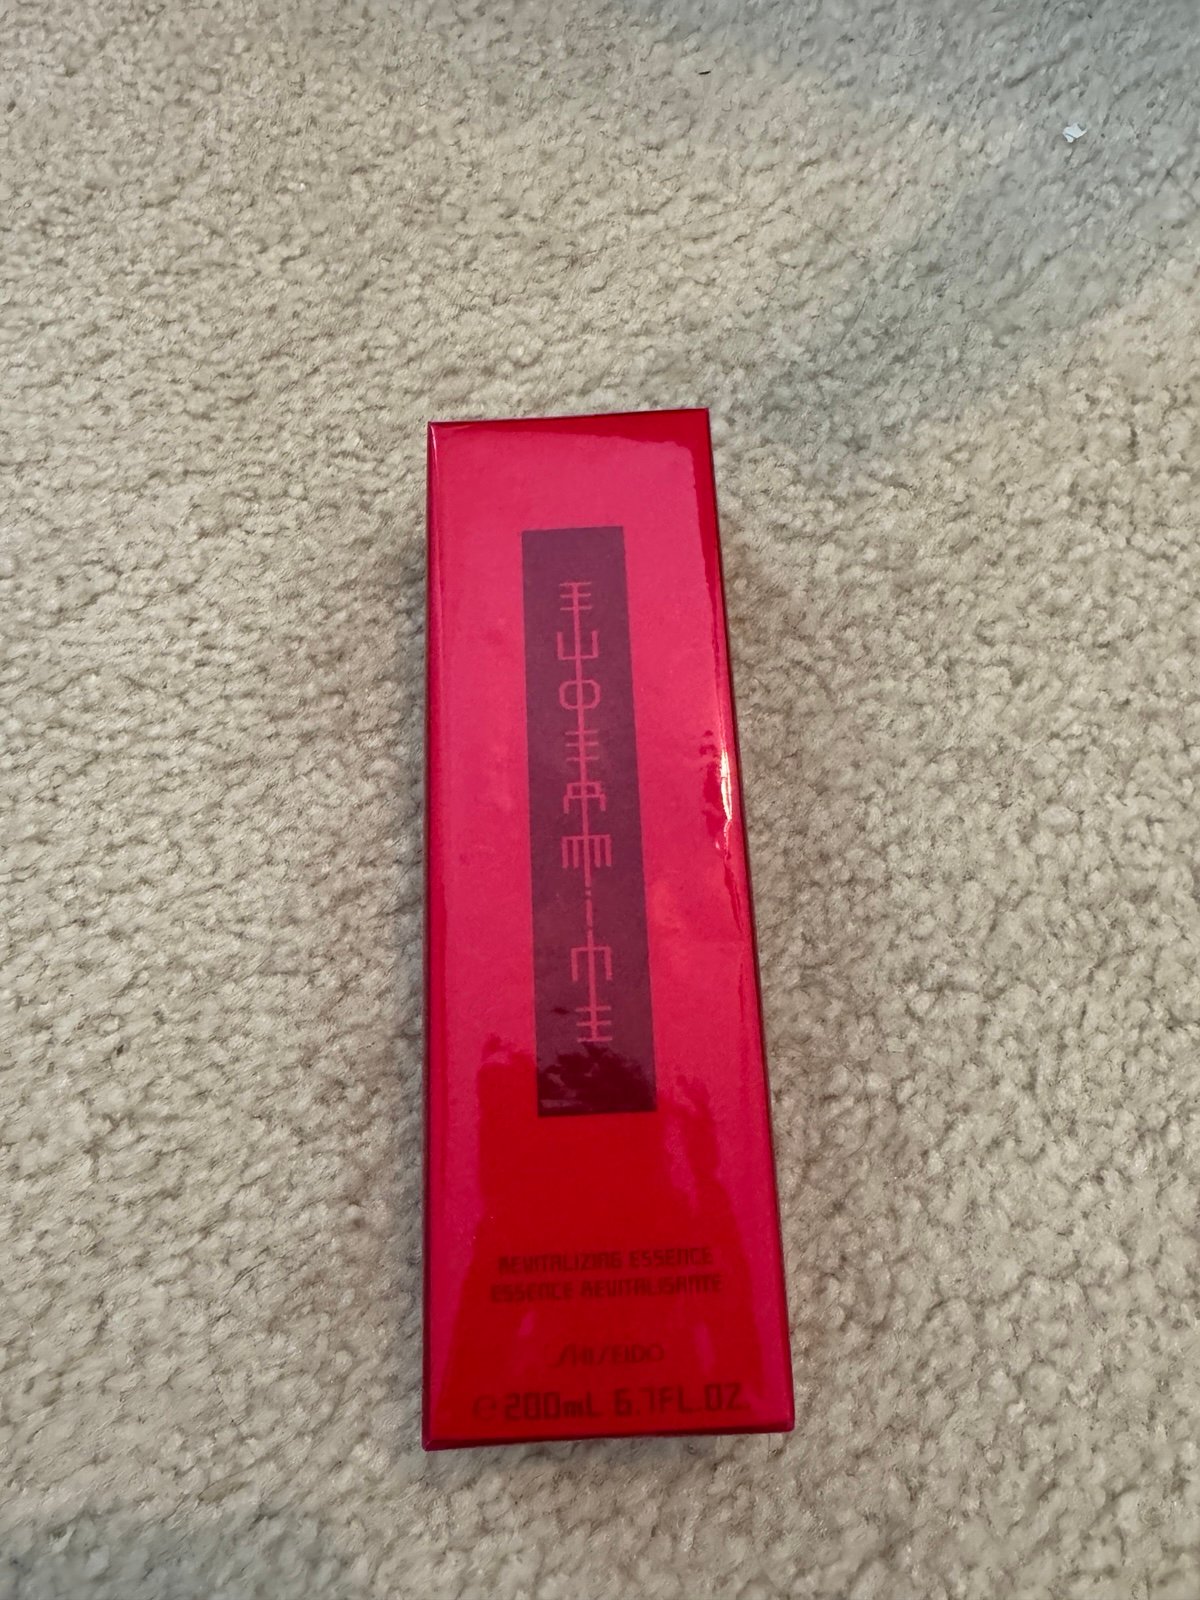 EUDERMINE
REVITALIZING ESSENCE
ESSENCE REVITALISANTE
SHISEIDO
℮ 200mL 6.7FL.OZ